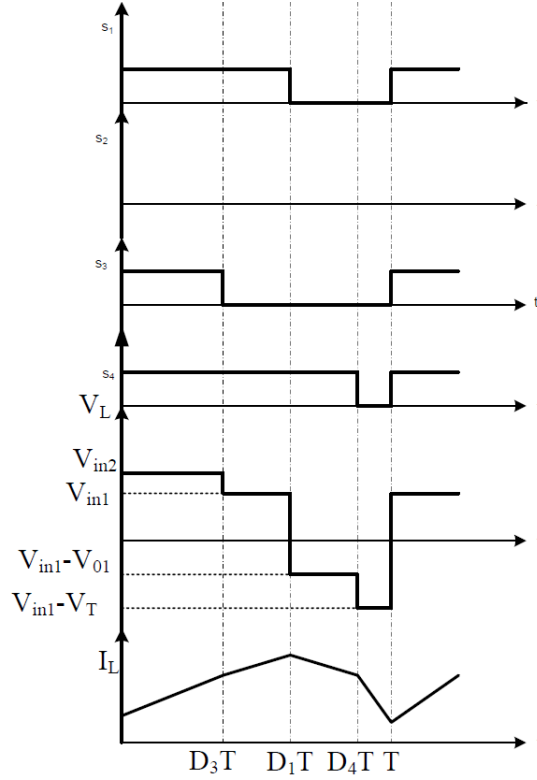 S1
S2
S3
t
S4
VL
Vin2
Vin1
Vin1-V01
Vin1-VT
IL
D3T D1T D4T T